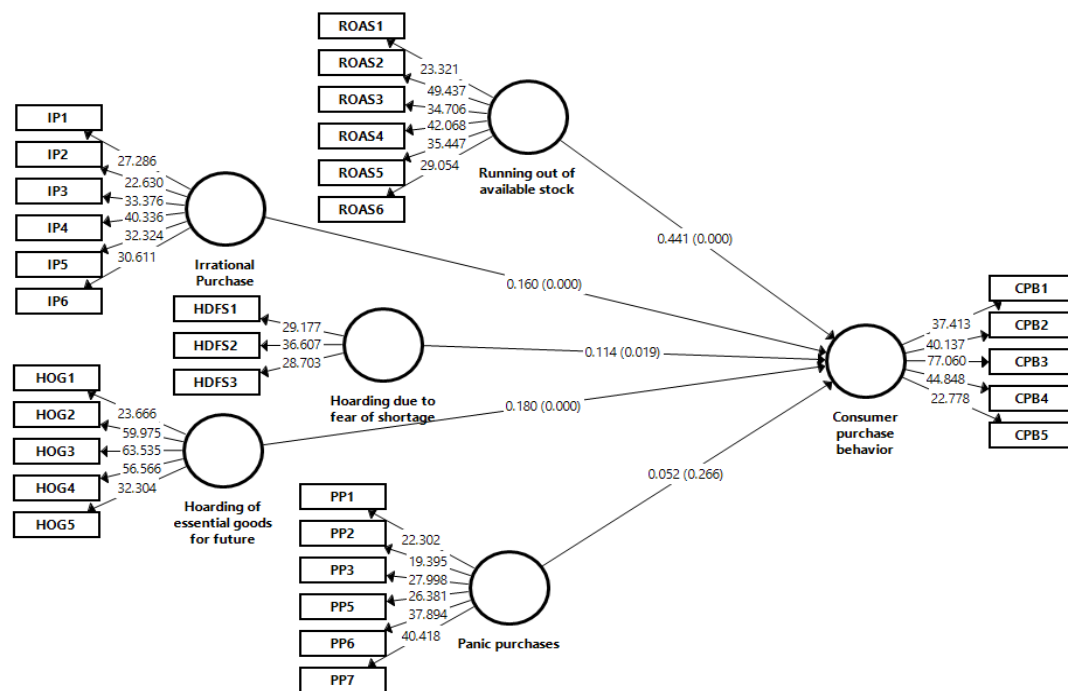 ROAS1
ROAS2
ROAS3
ROAS4
ROAS5
ROAS6
23.321
49.437
34.706
42.068
35.447
29.054
Running out of
available stock
IP1
IP2
IP3
IP4
IP5
IP6
27.286
22.630
33.376
40.336
32.324
30.611
Irrational
Purchase
HDFS1
HDFS2
HDFS3
29.177
36.607
28.703
Hoarding due to
fear of shortage
HOG1
HOG2
HOG3
HOG4
HOG5
23.666
59.975
63.535
56.566
32.304
Hoarding of
essential goods
for future
PP1
PP2
PP3
PP5
PP6
PP7
22.302
19.395
27.998
26.381
37.894
40.418
Panic purchases
0.441 (0.000)
0.160 (0.000)
0.114 (0.019)
0.180 (0.000)
0.052 (0.266)
Consumer
purchase
behavior
37.413
40.137
77.060
44.848
22.778
CPB1
CPB2
CPB3
CPB4
CPB5